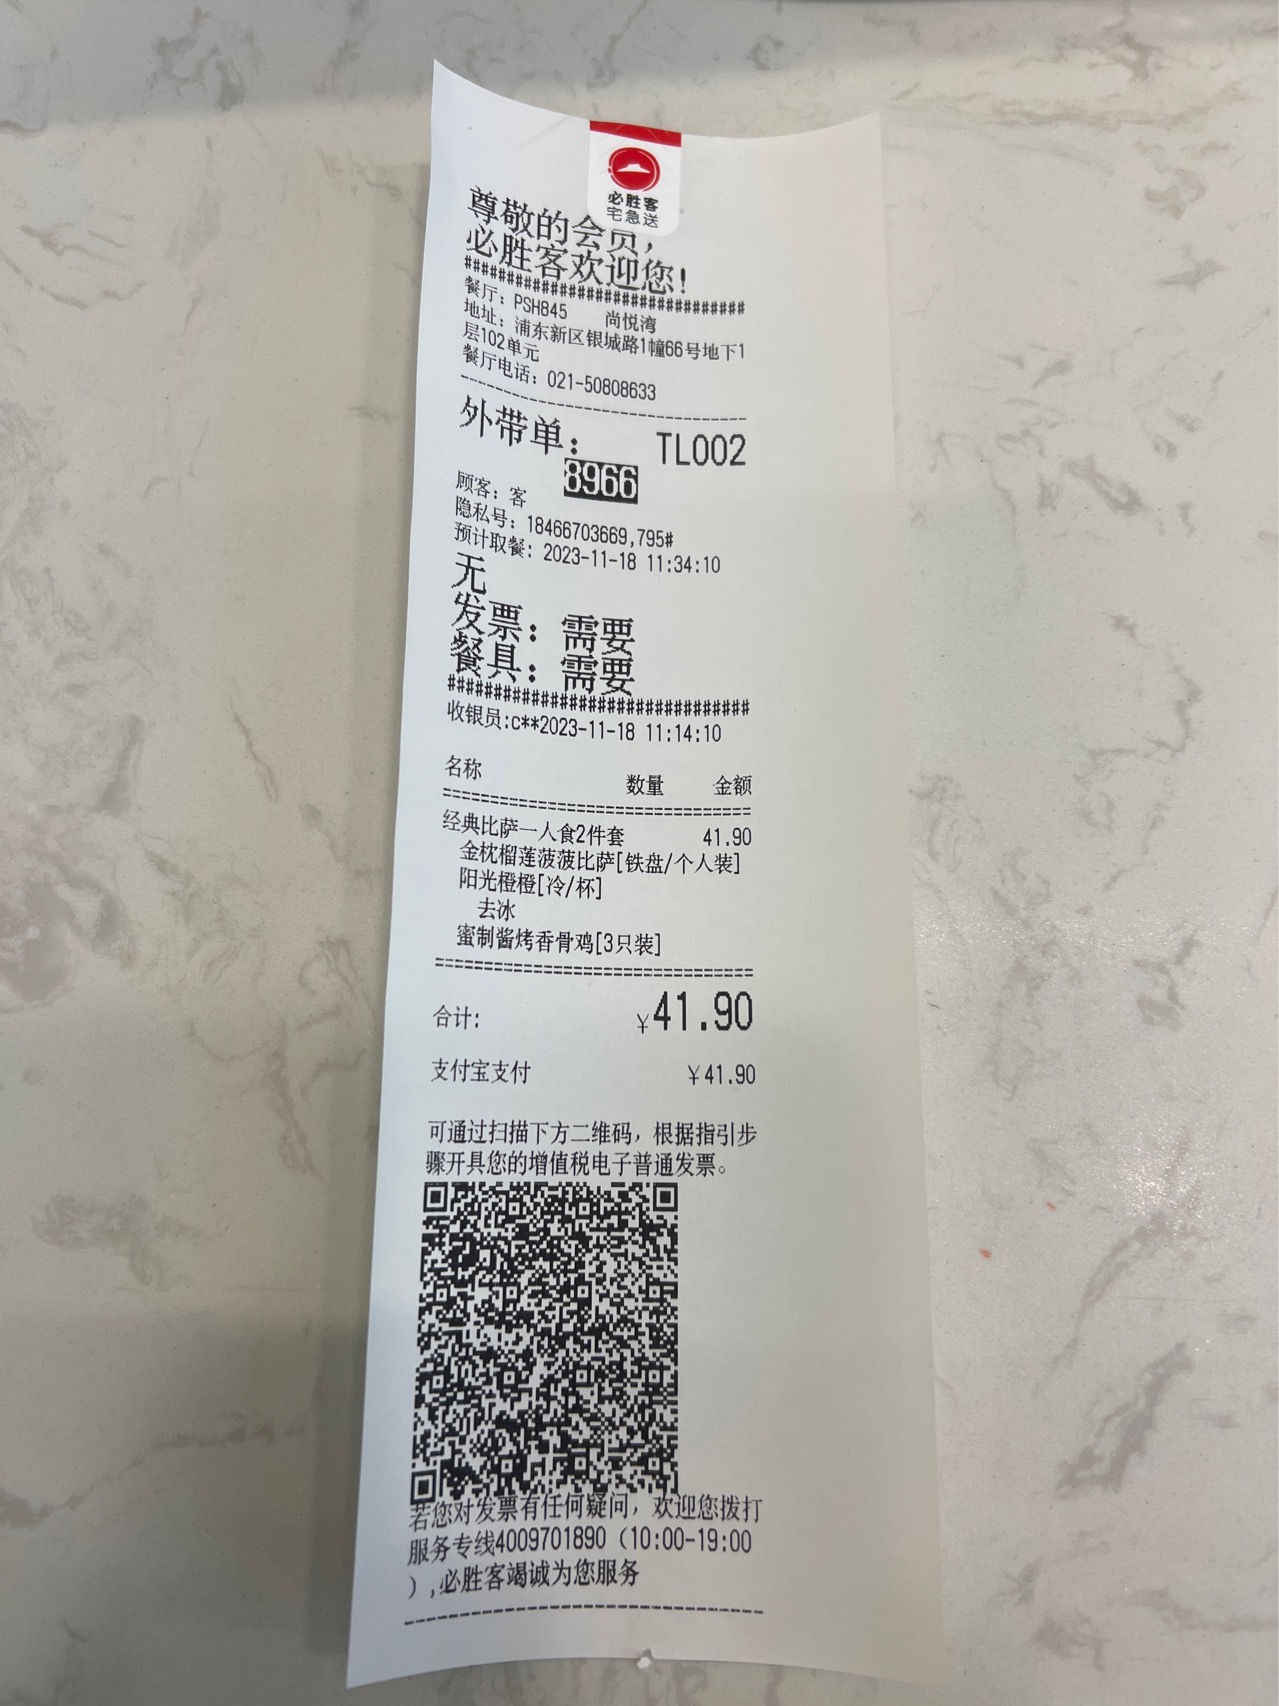 必胜客
宅急送
尊敬的会员，
必胜客欢迎您！
##################################
餐厅：PSH845 尚悦湾
地址：浦东新区银城路1幢66号地下1
层102单元
餐厅电话：021-50808633
外带单： TL002
8966
顾客：客
隐私号：18466703669,795#
预计取餐：2023-11-18 11:34:10
无
发票：需要
餐具：需要
##################################
收银员:c**2023-11-18 11:14:10
名称 数量 金额
==================================
经典比萨一人食2件套 41.90
金枕榴莲菠菠比萨[铁盘/个人装]
阳光橙橙[冷/杯]
去冰
蜜制酱烤香骨鸡[3只装]
==================================
合计: ¥41.90
支付宝支付 ¥41.90
可通过扫描下方二维码，根据指引步
骤开具您的增值税电子普通发票。
若您对发票有任何疑问，欢迎您拨打
服务专线4009701890（10:00-19:00
）,必胜客竭诚为您服务